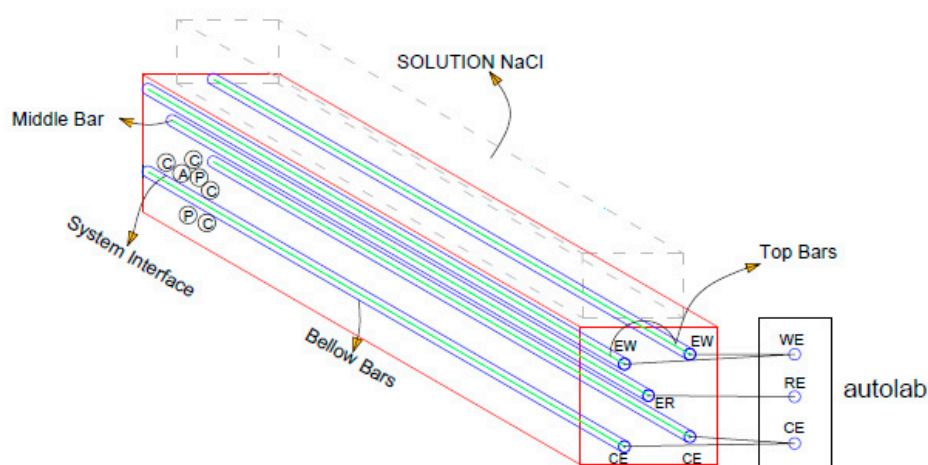 SOLUTION NaCl
Middle Bar
C
C
A
P
C
P
C
System Interface
Bellow Bars
Top Bars
EW
EW
ER
CE
CE
WE
RE
CE
autolab